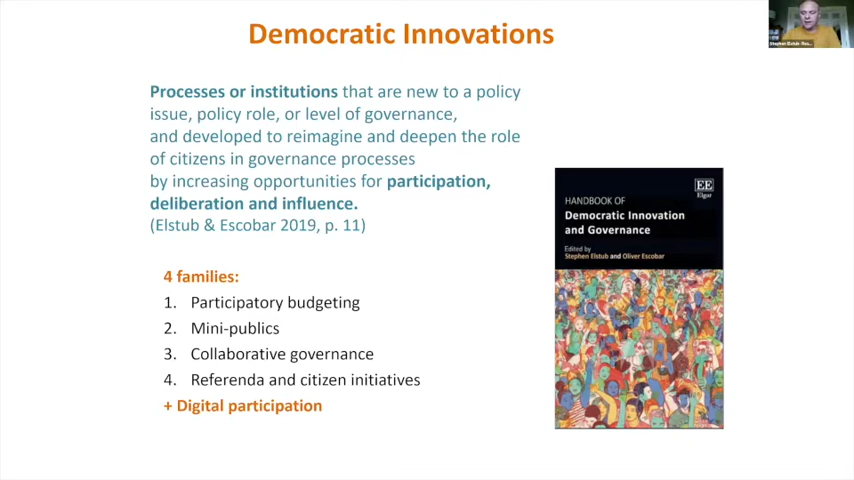 Democratic Innovations
Processes or institutions that are new to a policy
issue, policy role, or level of governance,
and developed to reimagine and deepen the role
of citizens in governance processes
by increasing opportunities for participation,
deliberation and influence.
(Elstub & Escobar 2019, p. 11)
4 families:
1. Participatory budgeting
2. Mini-publics
3. Collaborative governance
4. Referenda and citizen initiatives
+ Digital participation
EE
Elgar
HANDBOOK OF
Democratic Innovation
and Governance
Edited by
Stephen Elstub and Oliver Escobar
Stephen Elstub